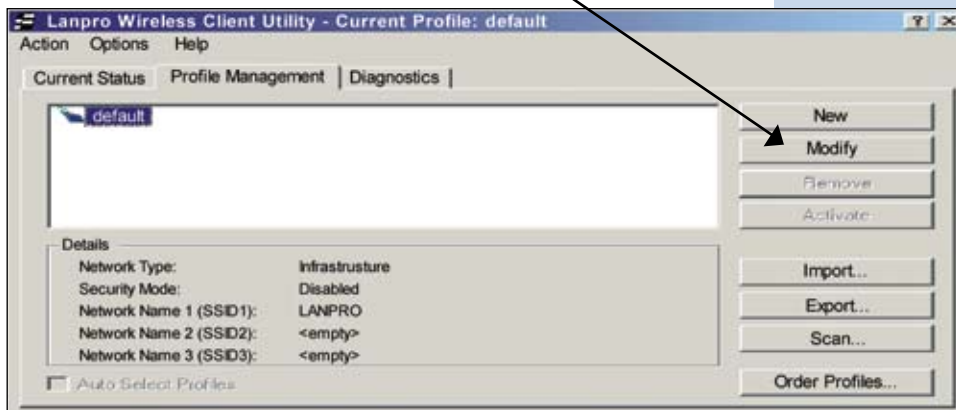 Lanpro Wireless Client Utility - Current Profile: default
Action Options Help
Current Status Profile Management Diagnostics
default
New
Modify
Remove
Activate
Details
Network Type: Infrastrusture
Security Mode: Disabled
Network Name 1 (SSID1): LANPRO
Network Name 2 (SSID2): <empty>
Network Name 3 (SSID3): <empty>
Import...
Export...
Scan...
Auto Select Profiles
Order Profiles...